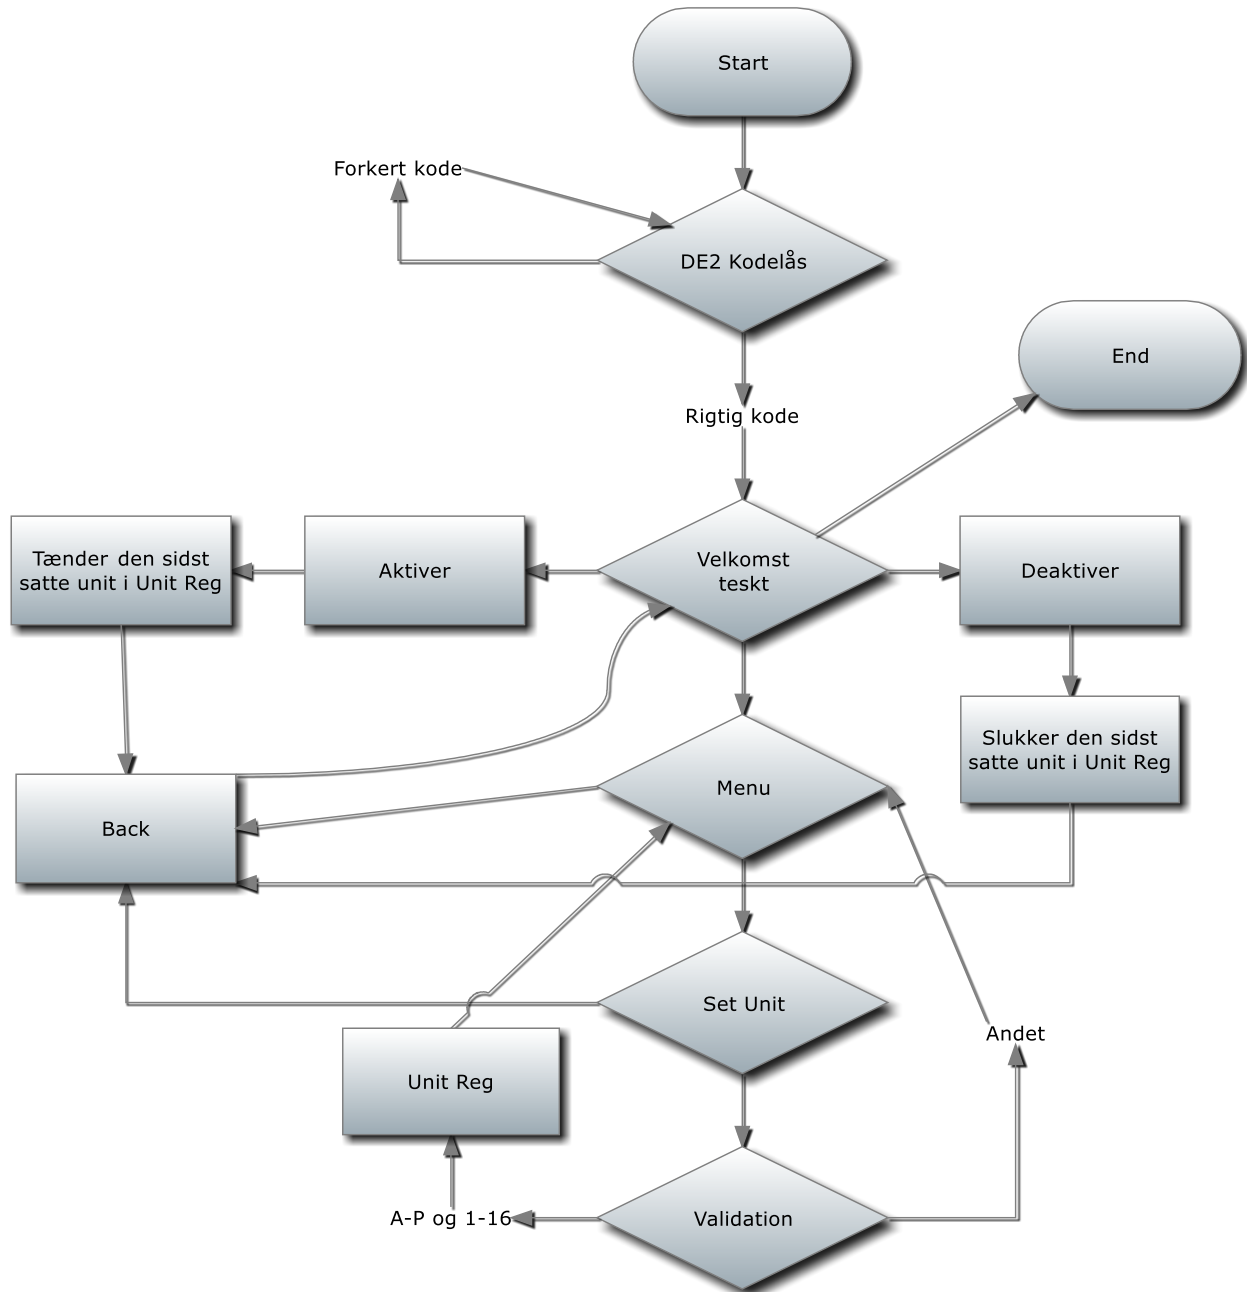 Start
Forkert kode
DE2 Kodelås
End
Rigtig kode
Tænder den sidst
satte unit i Unit Reg
Aktiver
Velkomst
teskt
Deaktiver
Slukker den sidst
satte unit i Unit Reg
Menu
Back
Set Unit
Andet
Unit Reg
A-P og 1-16
Validation